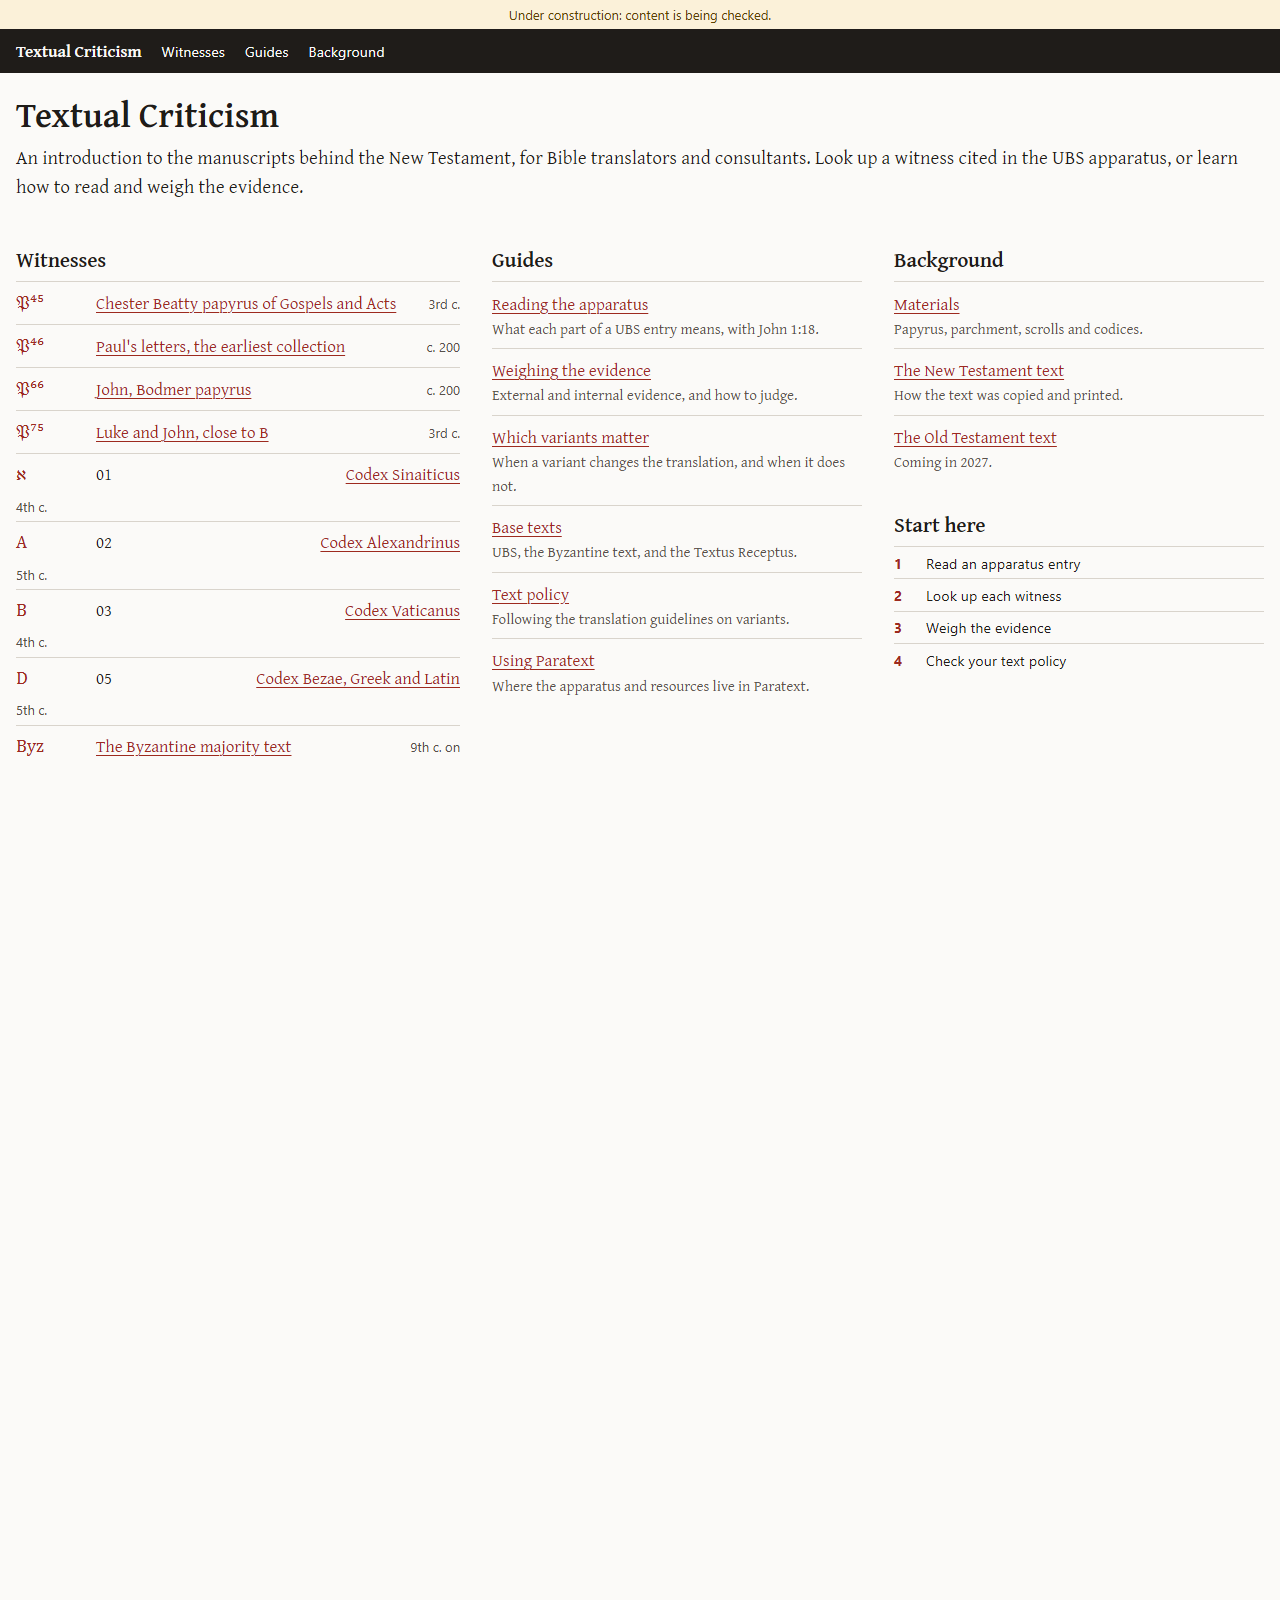 Under construction: content is being checked.
Textual Criticism Witnesses Guides Background
Textual Criticism
An introduction to the manuscripts behind the New Testament, for Bible translators and consultants. Look up a witness cited in the UBS apparatus, or learn
how to read and weigh the evidence.
Witnesses
𝔓⁴⁵ Chester Beatty papyrus of Gospels and Acts 3rd c.
𝔓⁴⁶ Paul's letters, the earliest collection c. 200
𝔓⁶⁶ John, Bodmer papyrus c. 200
𝔓⁷⁵ Luke and John, close to B 3rd c.
א 01 Codex Sinaiticus
4th c.
A 02 Codex Alexandrinus
5th c.
B 03 Codex Vaticanus
4th c.
D 05 Codex Bezae, Greek and Latin
5th c.
Byz The Byzantine majority text 9th c. on
Guides
Reading the apparatus
What each part of a UBS entry means, with John 1:18.
Weighing the evidence
External and internal evidence, and how to judge.
Which variants matter
When a variant changes the translation, and when it does
not.
Base texts
UBS, the Byzantine text, and the Textus Receptus.
Text policy
Following the translation guidelines on variants.
Using Paratext
Where the apparatus and resources live in Paratext.
Background
Materials
Papyrus, parchment, scrolls and codices.
The New Testament text
How the text was copied and printed.
The Old Testament text
Coming in 2027.
Start here
1 Read an apparatus entry
2 Look up each witness
3 Weigh the evidence
4 Check your text policy